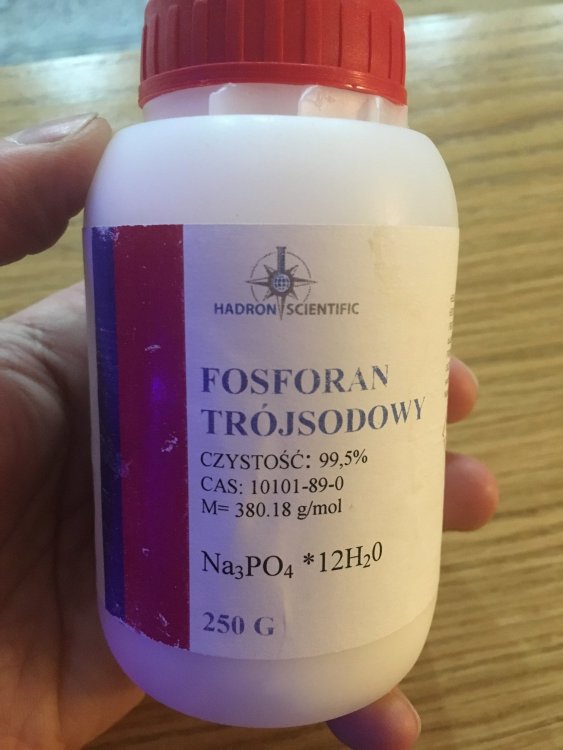 HADRON SCIENTIFIC
FOSFORAN
TRÓJSODOWY
CZYSTOŚĆ: 99,5%
CAS: 10101-89-0
M= 380.18 g/mol
Na₃PO₄ *12H₂0
250 G